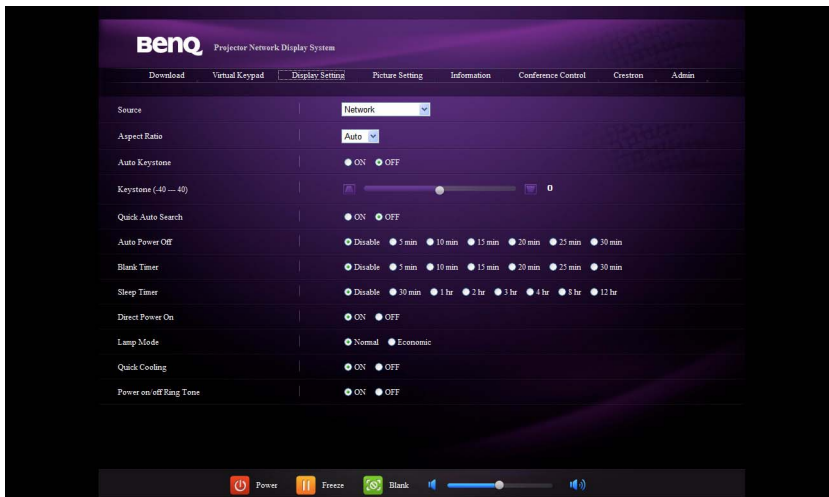 BenQ Projector Network Display System
Download Virtual Keypad Display Setting Picture Setting Information Conference Control Crestron Admin
Source Network
Aspect Ratio Auto
Auto Keystone ON OFF
Keystone (-40 — 40) 0
Quick Auto Search ON OFF
Auto Power Off Disable 5 min 10 min 15 min 20 min 25 min 30 min
Blank Timer Disable 5 min 10 min 15 min 20 min 25 min 30 min
Sleep Timer Disable 30 min 1 hr 2 hr 3 hr 4 hr 8 hr 12 hr
Direct Power On ON OFF
Lamp Mode Normal Economic
Quick Cooling ON OFF
Power on/off Ring Tone ON OFF
Power Freeze Blank